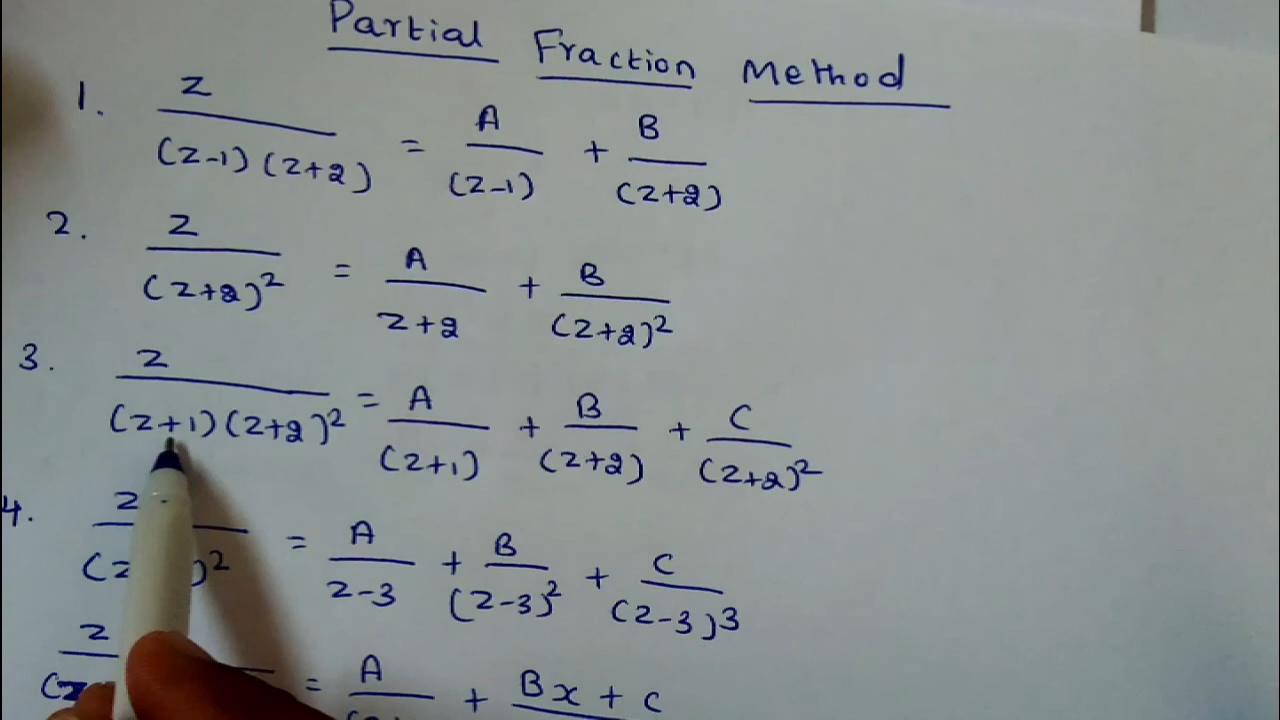 Partial Fraction Method
1. z / (z-1)(z+2) = A / (z-1) + B / (z+2)
2. z / (z+2)² = A / z+2 + B / (z+2)²
3. z / (z+1)(z+2)² = A / (z+1) + B / (z+2) + C / (z+2)²
4. z / (z )² = A / z-3 + B / (z-3)² + C / (z-3)³
z / (z = A / + Bx + C